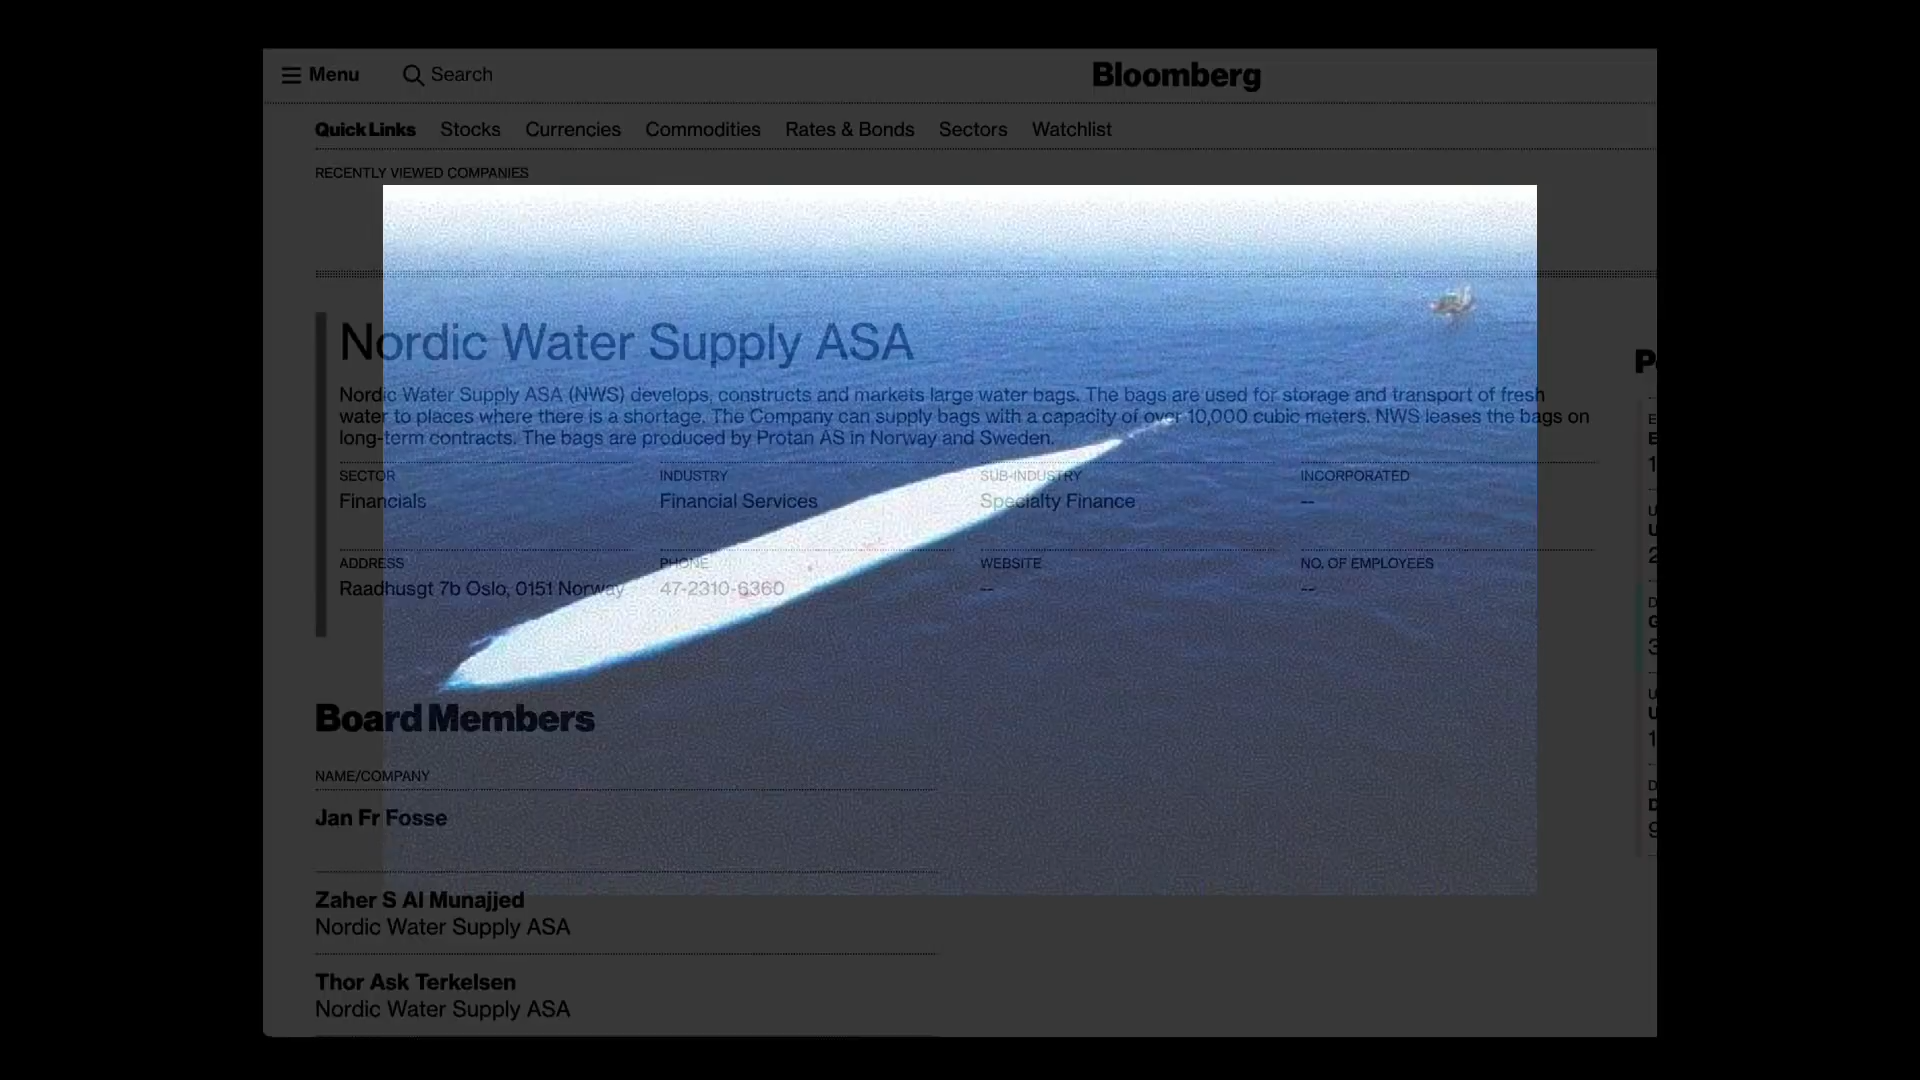 Menu
Search
Bloomberg
Quick Links
Stocks
Currencies
Commodities
Rates & Bonds
Sectors
Watchlist
RECENTLY VIEWED COMPANIES
Nordic Water Supply ASA
Nordic Water Supply ASA (NWS) develops, constructs and markets large water bags. The bags are used for storage and transport of fresh
water to places where there is a shortage. The Company can supply bags with a capacity of over 10,000 cubic meters. NWS leases the bags on
long-term contracts. The bags are produced by Protan AS in Norway and Sweden.
SECTOR
Financials
INDUSTRY
Financial Services
SUB-INDUSTRY
Specialty Finance
INCORPORATED
--
ADDRESS
Raadhusgt 7b Oslo, 0151 Norway
PHONE
47-2310-6360
WEBSITE
--
NO. OF EMPLOYEES
--
Board Members
NAME/COMPANY
Jan Fr Fosse
Zaher S Al Munajjed
Nordic Water Supply ASA
Thor Ask Terkelsen
Nordic Water Supply ASA